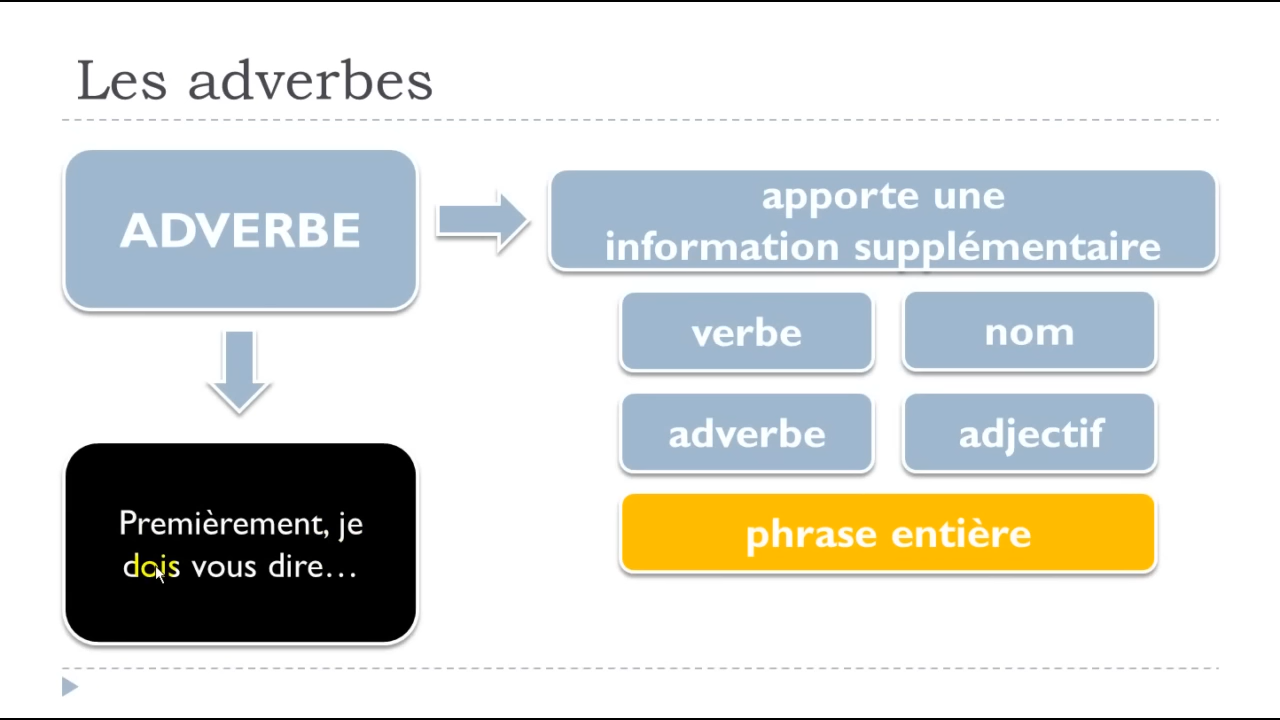 Les adverbes
ADVERBE
apporte une
information supplémentaire
verbe
nom
adverbe
adjectif
phrase entière
Premièrement, je
dois vous dire…